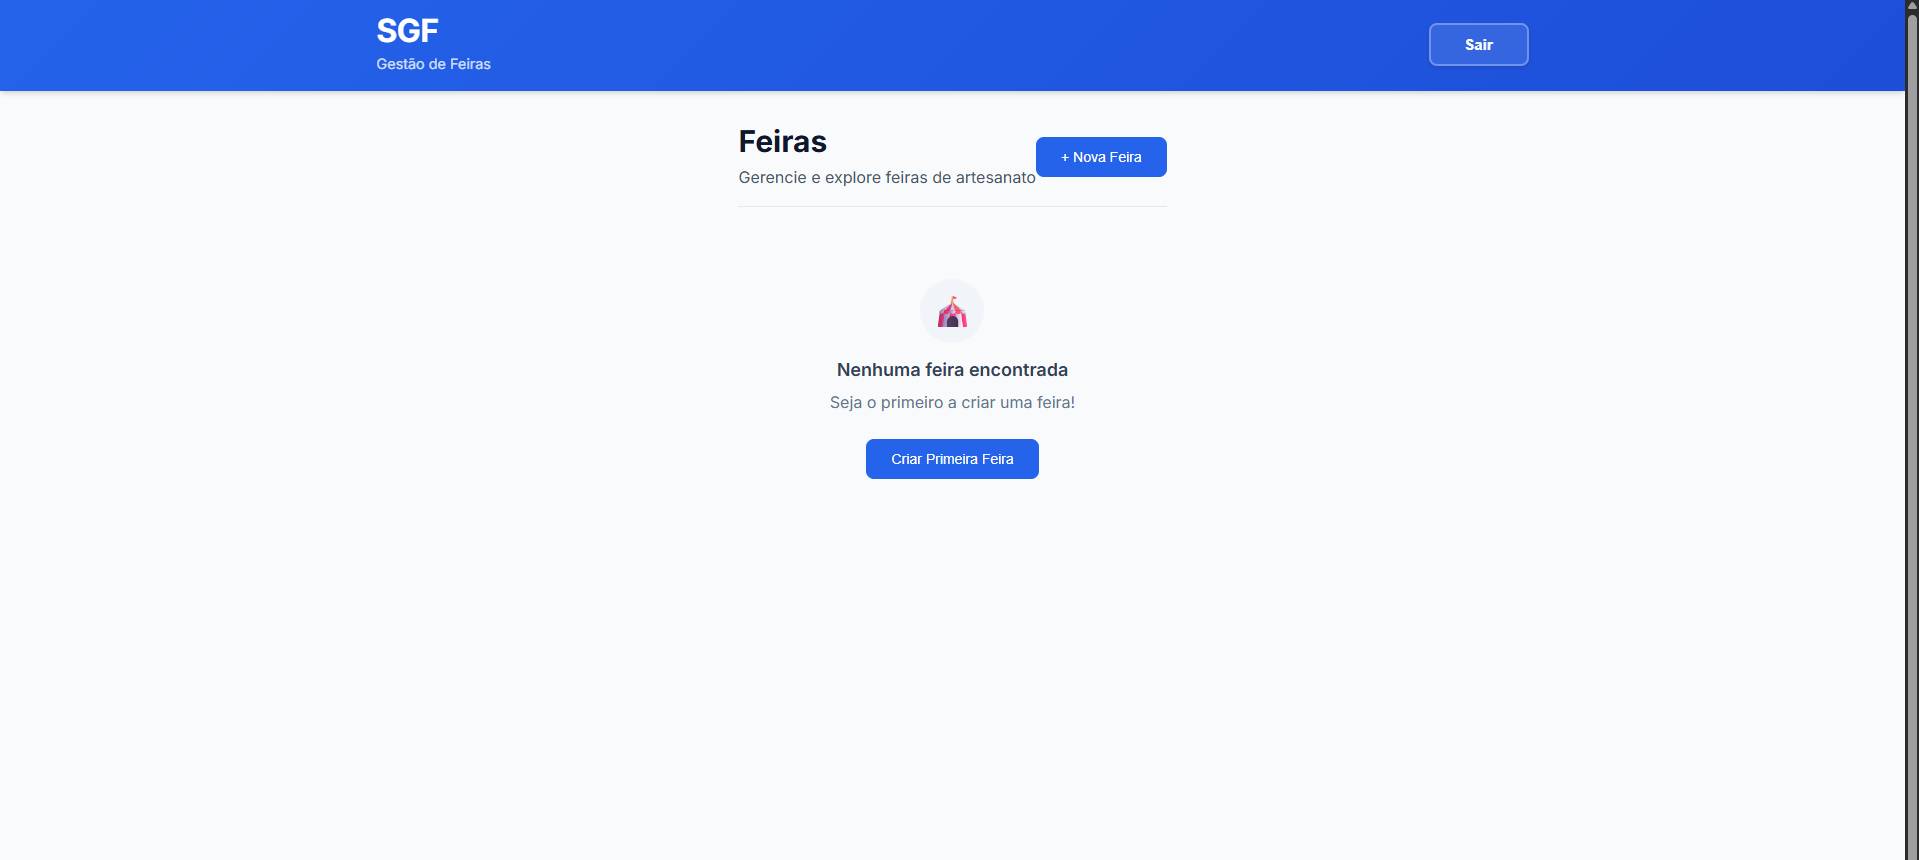 SGF
Gestão de Feiras
Sair
Feiras
Gerencie e explore feiras de artesanato
+ Nova Feira
Nenhuma feira encontrada
Seja o primeiro a criar uma feira!
Criar Primeira Feira